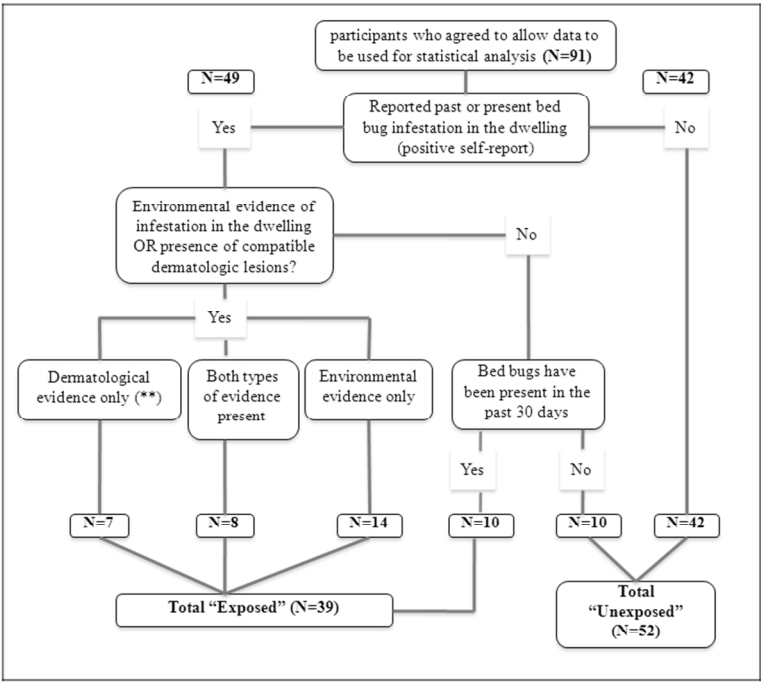 participants who agreed to allow data to
be used for statistical analysis (N=91)
N=49
N=42
Reported past or present bed
bug infestation in the dwelling
(positive self-report)
Yes
No
Environmental evidence of
infestation in the dwelling
OR presence of compatible
dermatologic lesions?
No
Yes
Dermatological
evidence only (**)
Both types
of evidence
present
Environmental
evidence only
Bed bugs have
been present in the
past 30 days
Yes
No
N=7
N=8
N=14
N=10
N=10
N=42
Total “Exposed” (N=39)
Total
“Unexposed”
(N=52)